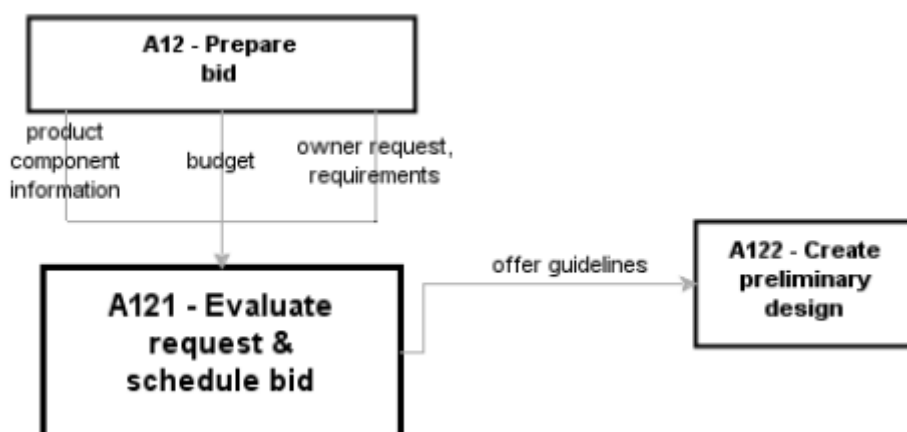 A12 - Prepare
bid
product
component
information
budget
owner request,
requirements
A121 - Evaluate
request &
schedule bid
offer guidelines
A122 - Create
preliminary
design